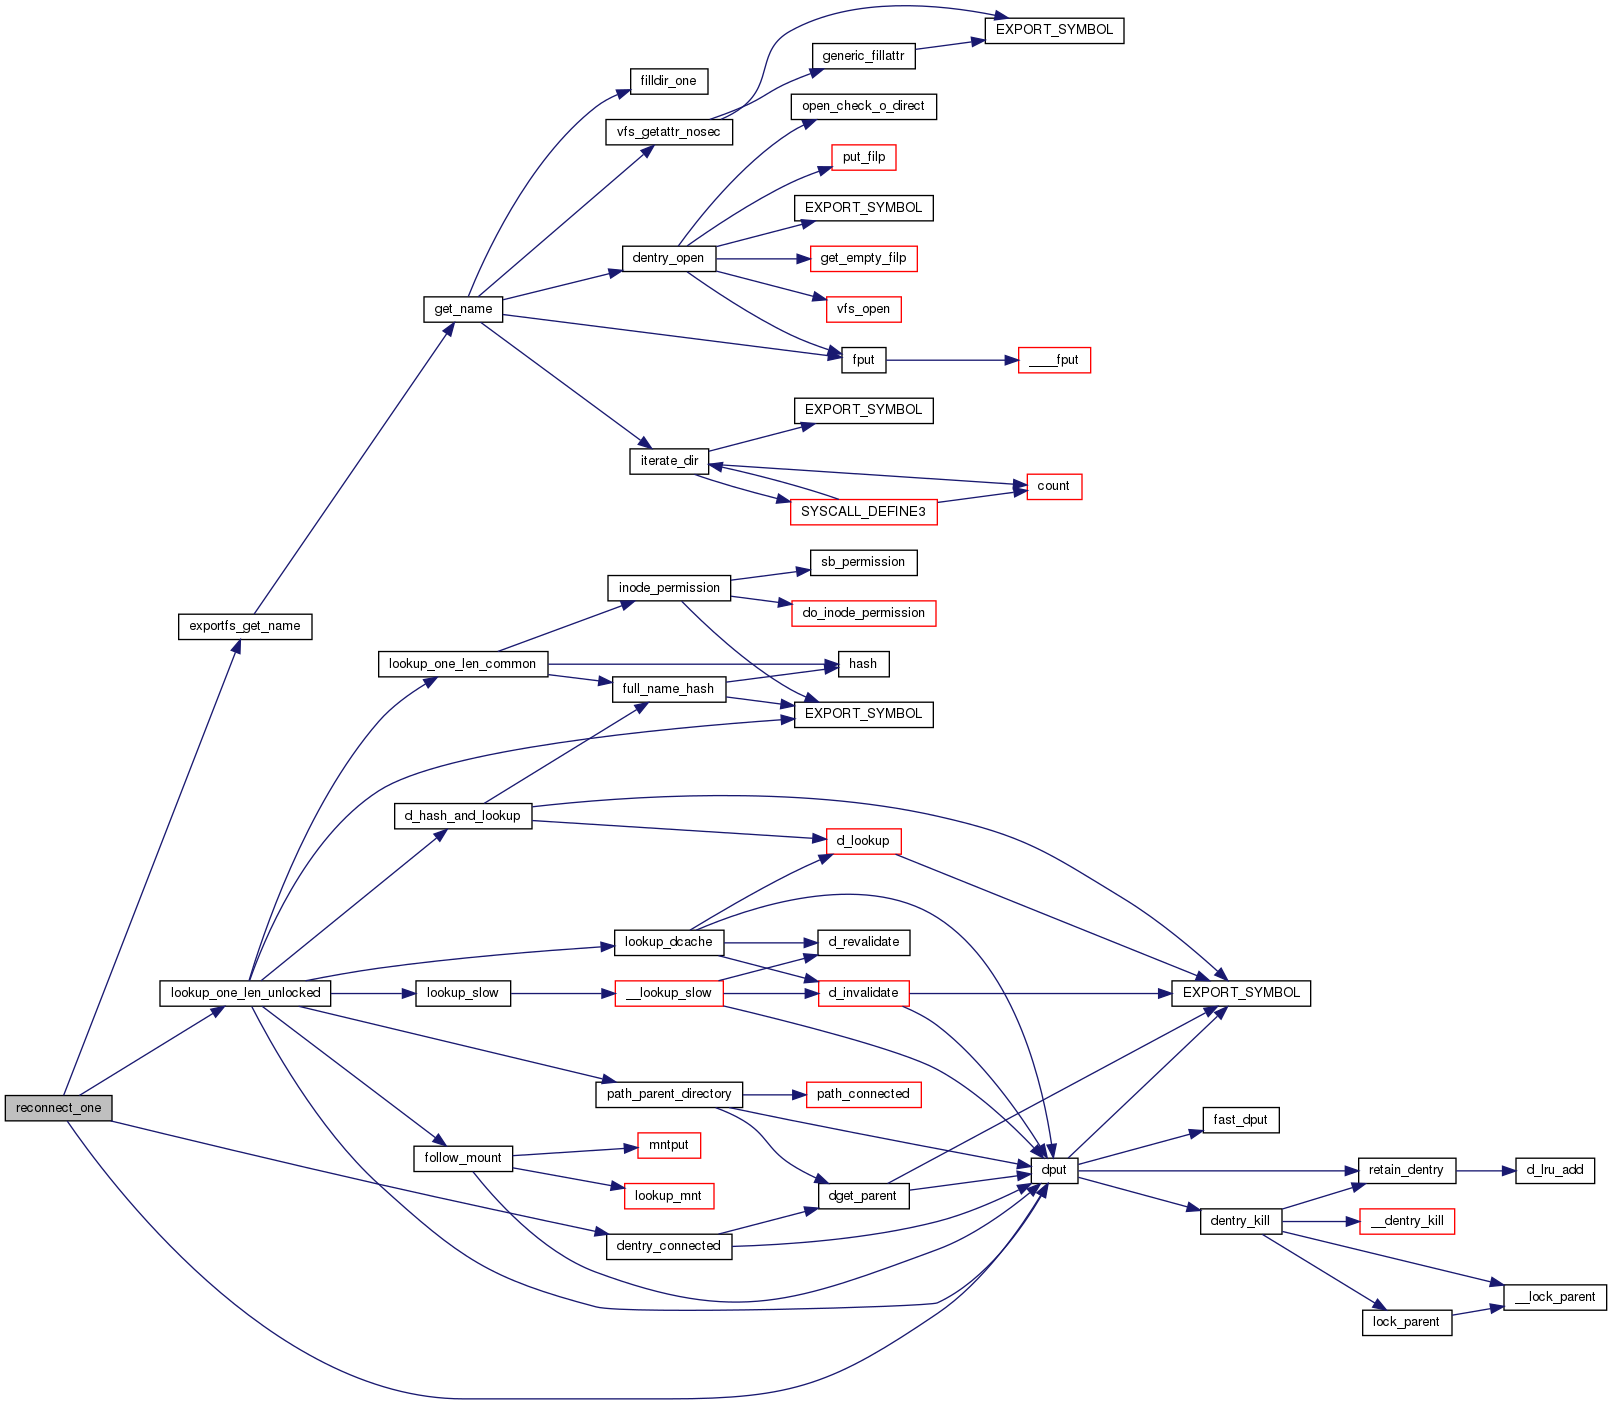 EXPORT_SYMBOL
generic_fillattr
filldir_one
open_check_o_direct
vfs_getattr_nosec
put_filp
EXPORT_SYMBOL
dentry_open
get_empty_filp
get_name
vfs_open
fput
____fput
EXPORT_SYMBOL
iterate_dir
count
SYSCALL_DEFINE3
sb_permission
inode_permission
do_inode_permission
exportfs_get_name
lookup_one_len_common
hash
full_name_hash
EXPORT_SYMBOL
d_hash_and_lookup
d_lookup
lookup_dcache
d_revalidate
lookup_one_len_unlocked
lookup_slow
__lookup_slow
d_invalidate
EXPORT_SYMBOL
path_parent_directory
path_connected
reconnect_one
fast_dput
mntput
follow_mount
dput
retain_dentry
d_lru_add
lookup_mnt
dget_parent
dentry_kill
__dentry_kill
dentry_connected
__lock_parent
lock_parent